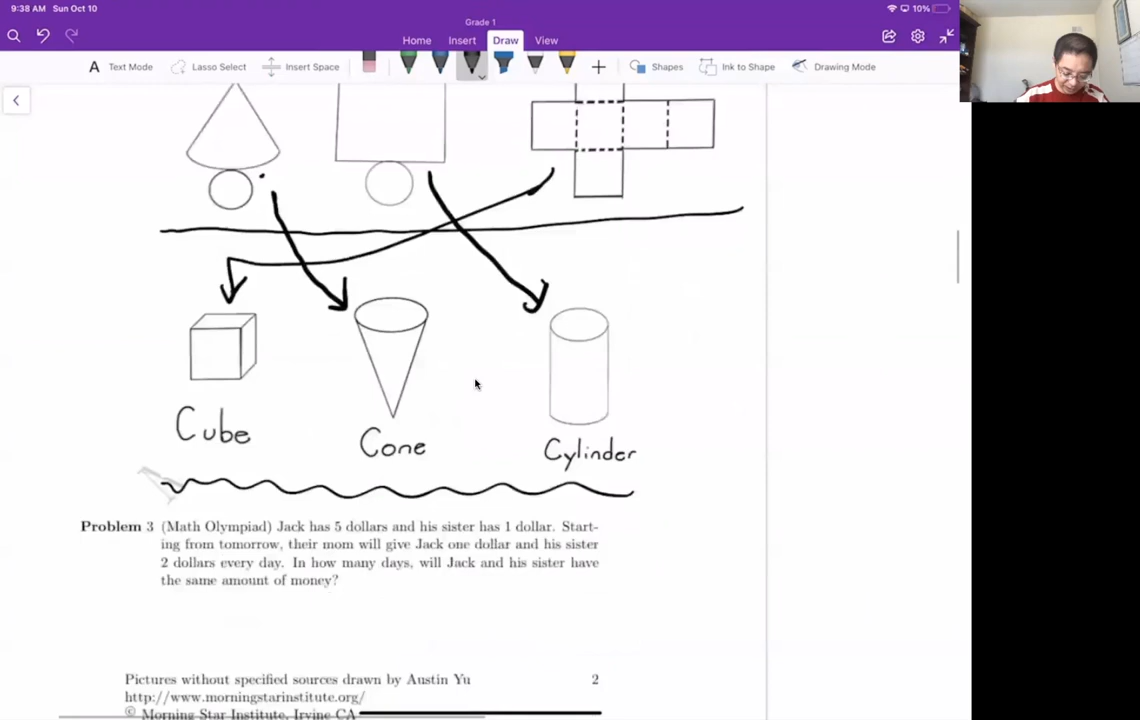 9:38 AM Sun Oct 10
10%
Grade 1
Home Insert Draw View
A Text Mode Lasso Select Insert Space Shapes Ink to Shape Drawing Mode
Cube
Cone
Cylinder
Problem 3 (Math Olympiad) Jack has 5 dollars and his sister has 1 dollar. Start-
ing from tomorrow, their mom will give Jack one dollar and his sister
2 dollars every day. In how many days, will Jack and his sister have
the same amount of money?
Pictures without specified sources drawn by Austin Yu 2
http://www.morningstarinstitute.org/
© Morning Star Institute, Irvine CA